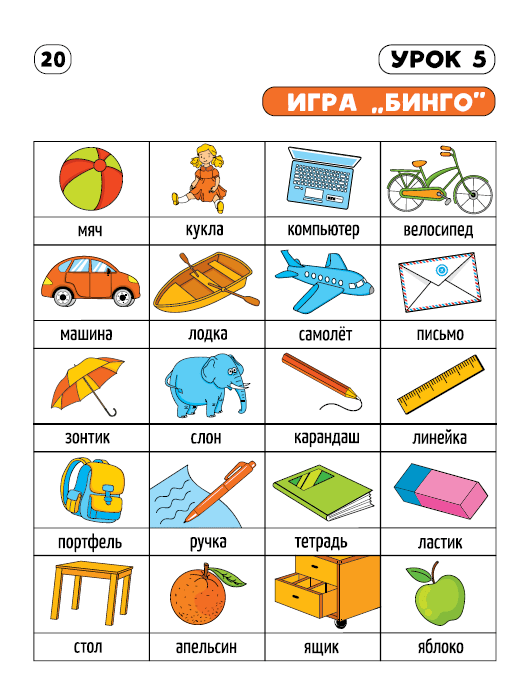 20
УРОК 5
ИГРА „БИНГО”
мяч кукла компьютер велосипед
машина лодка самолёт письмо
зонтик слон карандаш линейка
портфель ручка тетрадь ластик
стол апельсин ящик яблоко